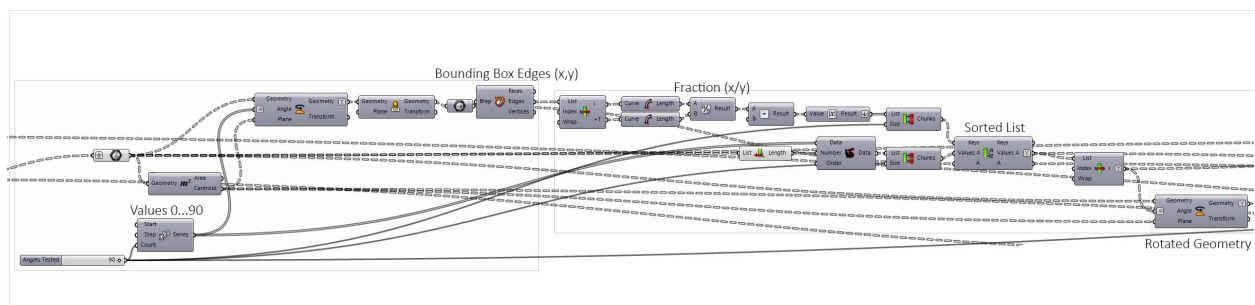 Bounding Box Edges (x,y)
Fraction (x/y)
Sorted List
Values 0...90
Rotated Geometry
Geometry
Angle
Plane
Geometry
Transform
Geometry
Plane
Geometry
Transform
Brep
Faces
Edges
Vertices
List
Index
Wrap
i
+1
Curve
Length
Curve
Length
A
B
Result
A
B
Result
Value
Result
List
Size
Chunks
List
Length
Data
Number
Order
Data
List
Size
Chunks
Keys
Values A
A
Keys
Values A
A
List
Index
Wrap
i
Geometry
Area
Centroid
Start
Step
Count
Series
Angles Tested
90
Geometry
Angle
Plane
Geometry
Transform